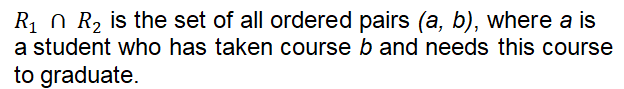 R₁ ∩ R₂ is the set of all ordered pairs (a, b), where a is
a student who has taken course b and needs this course
to graduate.